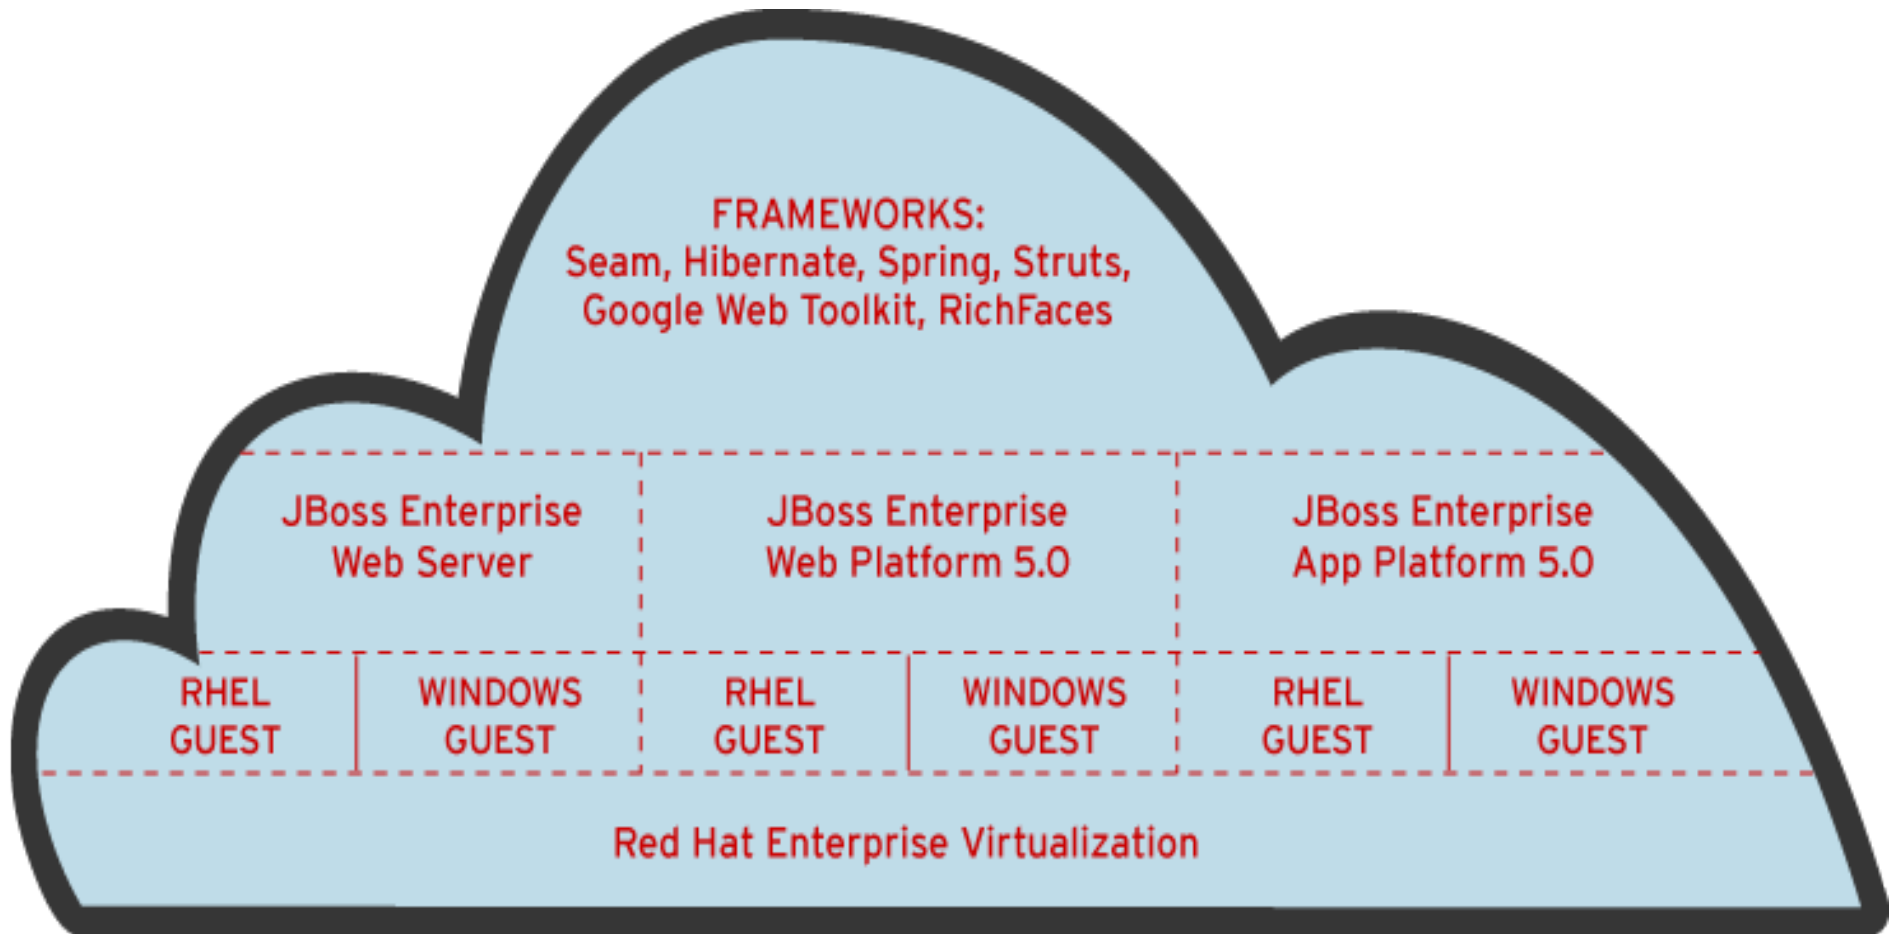 FRAMEWORKS:
Seam, Hibernate, Spring, Struts,
Google Web Toolkit, RichFaces
JBoss Enterprise
Web Server
JBoss Enterprise
Web Platform 5.0
JBoss Enterprise
App Platform 5.0
RHEL
GUEST
WINDOWS
GUEST
RHEL
GUEST
WINDOWS
GUEST
RHEL
GUEST
WINDOWS
GUEST
Red Hat Enterprise Virtualization